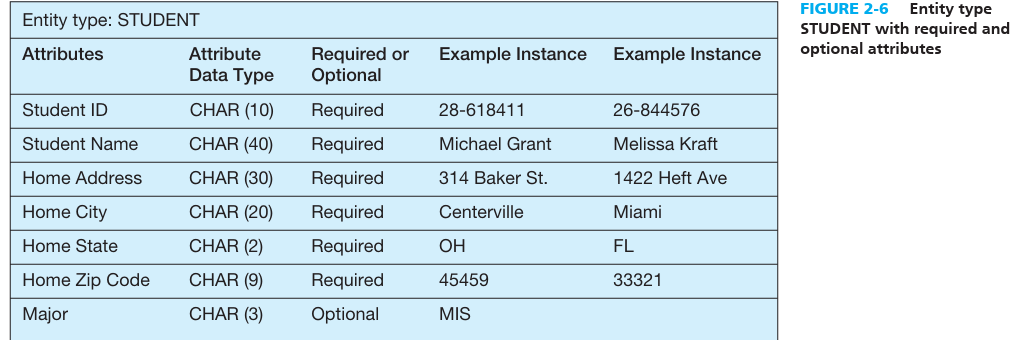 Entity type: STUDENT
Attributes Attribute Data Type Required or Optional Example Instance Example Instance
Student ID CHAR (10) Required 28-618411 26-844576
Student Name CHAR (40) Required Michael Grant Melissa Kraft
Home Address CHAR (30) Required 314 Baker St. 1422 Heft Ave
Home City CHAR (20) Required Centerville Miami
Home State CHAR (2) Required OH FL
Home Zip Code CHAR (9) Required 45459 33321
Major CHAR (3) Optional MIS
FIGURE 2-6 Entity type
STUDENT with required and
optional attributes